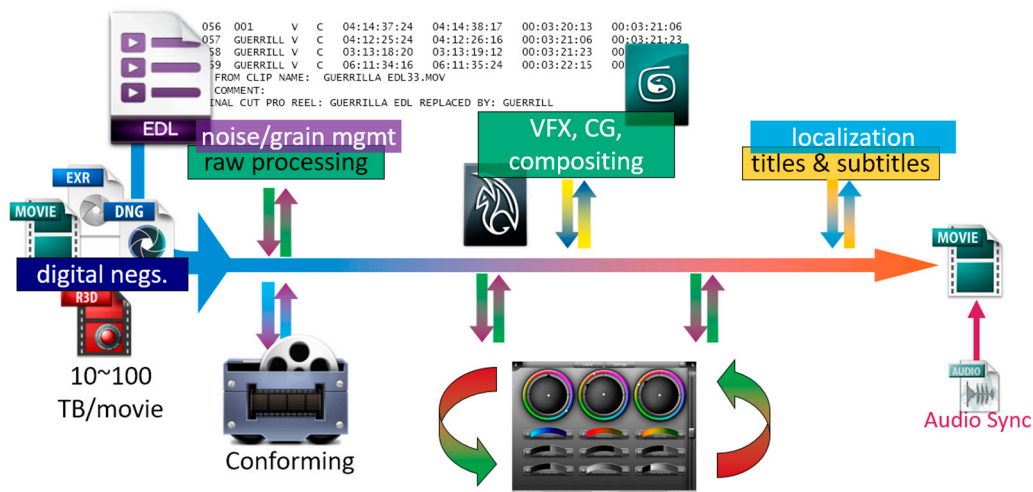 056 001 V C 04:14:37:24 04:14:38:17 00:03:20:13 00:03:21:06
057 GUERRILL V C 04:12:25:24 04:12:26:16 00:03:21:06 00:03:21:23
58 GUERRILL V C 03:13:18:20 03:13:19:12 00:03:21:23 00
59 GUERRILL V C 06:11:34:16 06:11:35:24 00:03:22:15 00
FROM CLIP NAME: GUERRILLA EDL33.MOV
COMMENT:
INAL CUT PRO REEL: GUERRILLA EDL REPLACED BY: GUERRILL
EDL
noise/grain mgmt
raw processing
VFX, CG,
compositing
localization
titles & subtitles
EXR
MOVIE
DNG
digital negs.
R3D
10~100
TB/movie
Conforming
MOVIE
AUDIO
Audio Sync